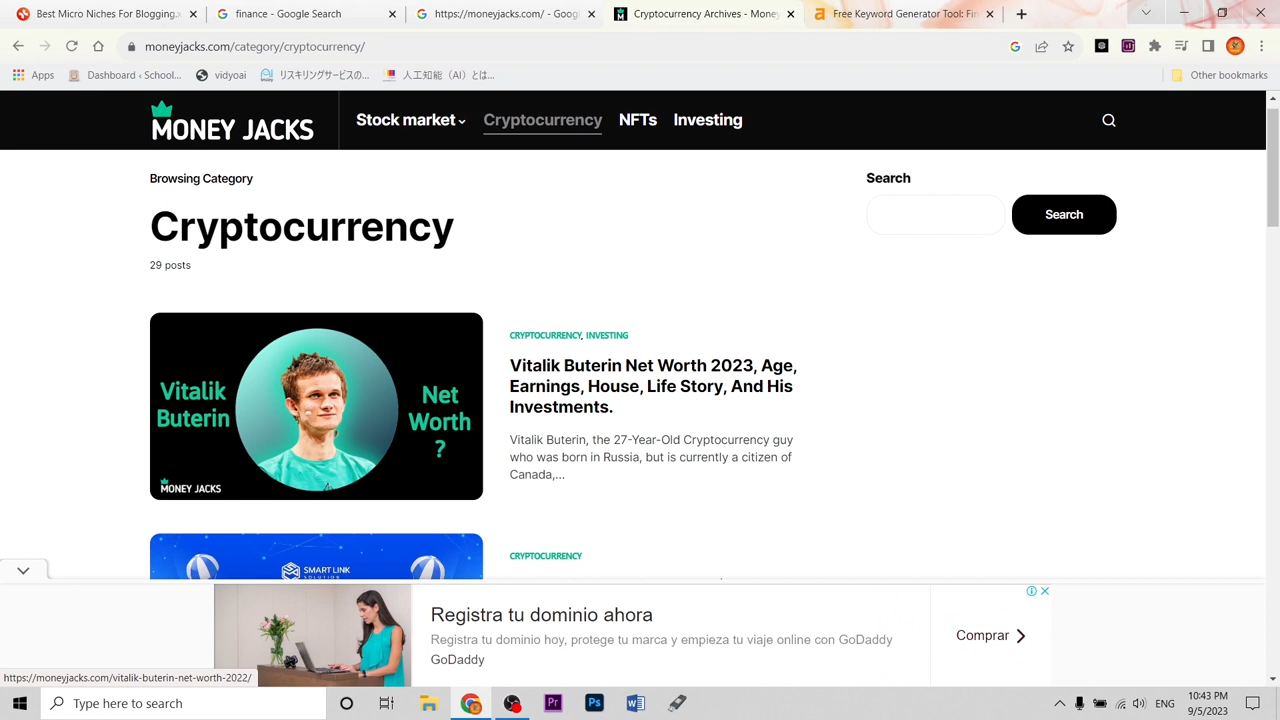 Best Micro Niches For Blogging.
finance - Google Search
https://moneyjacks.com/ - Googl
Cryptocurrency Archives - Money
Free Keyword Generator Tool: Fin
moneyjacks.com/category/cryptocurrency/
Apps
Dashboard ‹ School...
vidyoai
リスキリングサービスの...
人工知能（AI）とは...
Other bookmarks
MONEY JACKS
Stock market
Cryptocurrency
NFTs
Investing
Browsing Category
Cryptocurrency
29 posts
Search
Search
Vitalik
Buterin
Net
Worth
?
MONEY JACKS
CRYPTOCURRENCY, INVESTING
Vitalik Buterin Net Worth 2023, Age,
Earnings, House, Life Story, And His
Investments.
Vitalik Buterin, the 27-Year-Old Cryptocurrency guy
who was born in Russia, but is currently a citizen of
Canada,...
SMART LINK
SOLUTION
CRYPTOCURRENCY
Registra tu dominio ahora
Registra tu dominio hoy, protege tu marca y empieza tu viaje online con GoDaddy
GoDaddy
Comprar
https://moneyjacks.com/vitalik-buterin-net-worth-2022/
Type here to search
Pr
Ps
W
ENG
10:43 PM
9/5/2023